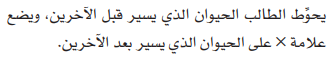 يحوِّط الطالب الحيوان الذي يسير قبل الآخرين، ويضع
علامة × على الحيوان الذي يسير بعد الآخرين.